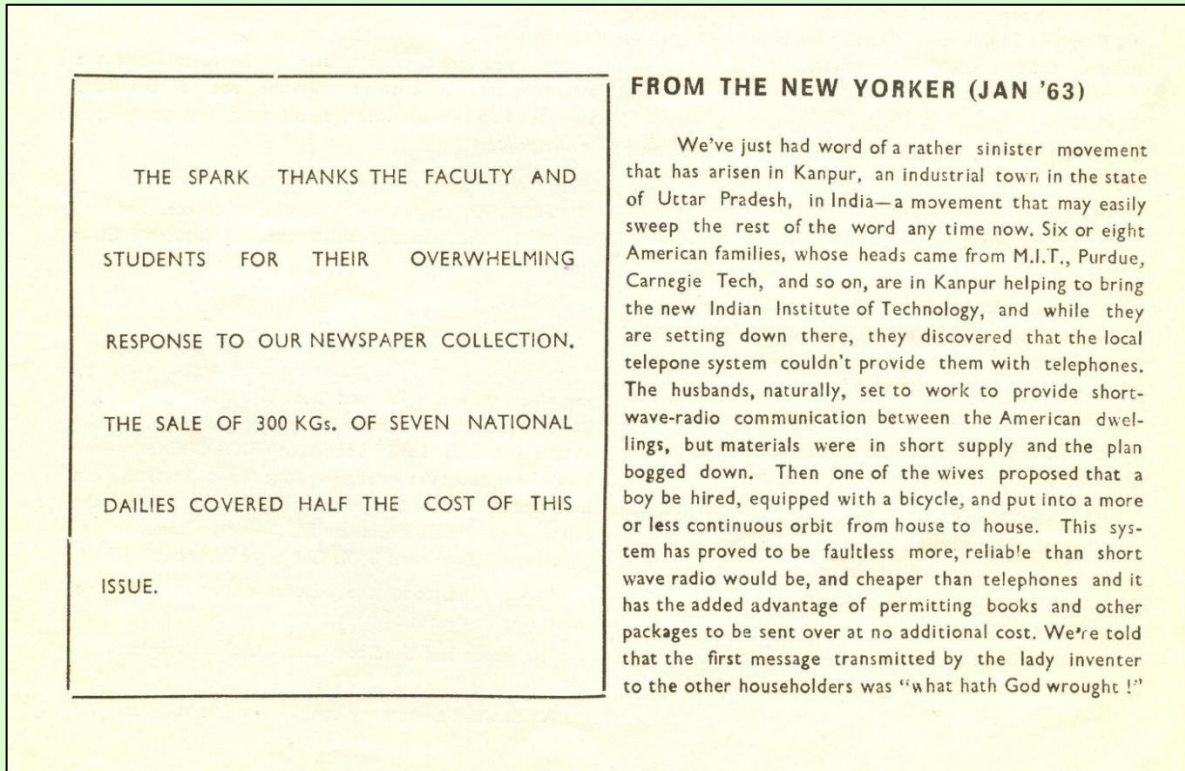 THE SPARK THANKS THE FACULTY AND
STUDENTS FOR THEIR OVERWHELMING
RESPONSE TO OUR NEWSPAPER COLLECTION.
THE SALE OF 300 KGs. OF SEVEN NATIONAL
DAILIES COVERED HALF THE COST OF THIS
ISSUE.
FROM THE NEW YORKER (JAN '63)
We've just had word of a rather sinister movement
that has arisen in Kanpur, an industrial town in the state
of Uttar Pradesh, in India—a movement that may easily
sweep the rest of the word any time now. Six or eight
American families, whose heads came from M.I.T., Purdue,
Carnegie Tech, and so on, are in Kanpur helping to bring
the new Indian Institute of Technology, and while they
are setting down there, they discovered that the local
telepone system couldn't provide them with telephones.
The husbands, naturally, set to work to provide short-
wave-radio communication between the American dwel-
lings, but materials were in short supply and the plan
bogged down. Then one of the wives proposed that a
boy be hired, equipped with a bicycle, and put into a more
or less continuous orbit from house to house. This sys-
tem has proved to be faultless more, reliable than short
wave radio would be, and cheaper than telephones and it
has the added advantage of permitting books and other
packages to be sent over at no additional cost. We're told
that the first message transmitted by the lady inventer
to the other householders was "what hath God wrought !"